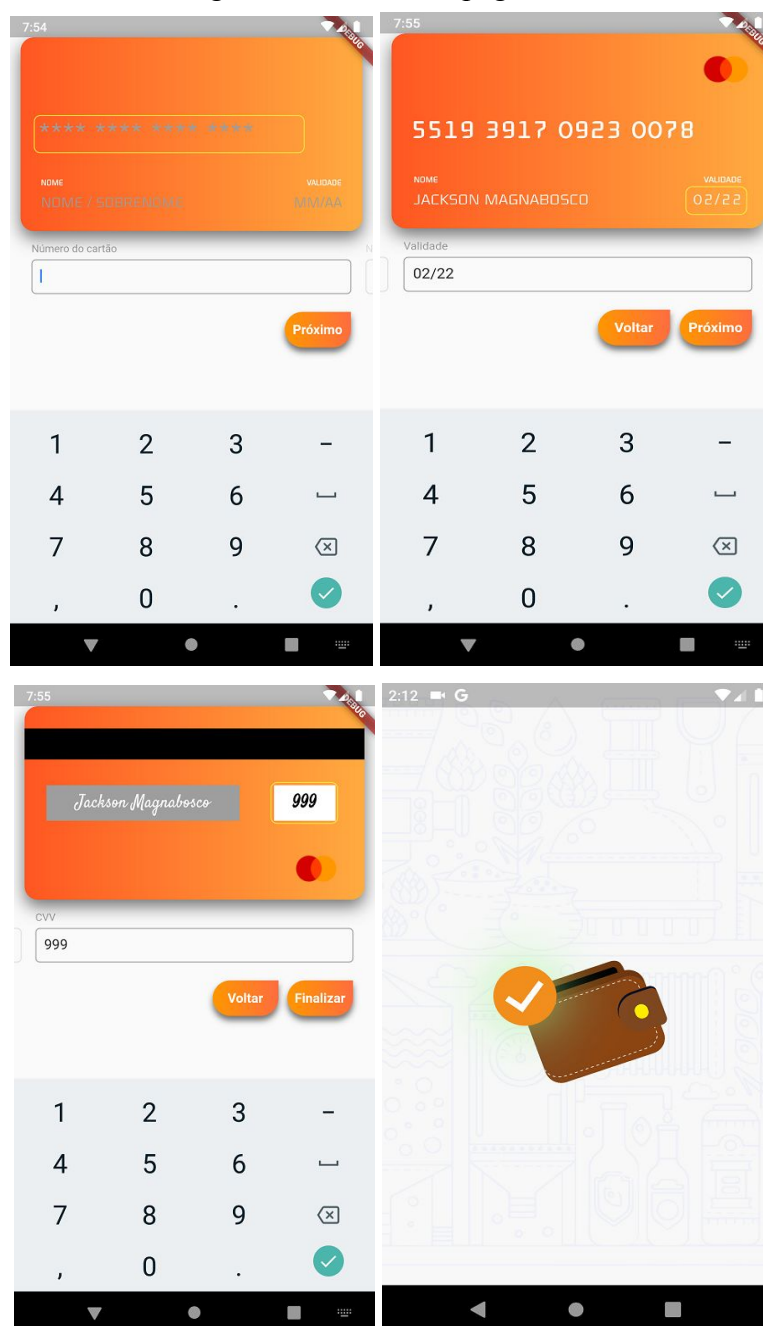 7:54
DEBUG
**** **** **** ****
NOME
VALIDADE
NOME / SOBRENOME
MM/AA
Número do cartão
N
Próximo
1 2 3 -
4 5 6
7 8 9
, 0 .
7:55
DEBUG
5519 3917 0923 0078
NOME
VALIDADE
JACKSON MAGNABOSCO
02/22
Validade
02/22
Voltar
Próximo
1 2 3 -
4 5 6
7 8 9
, 0 .
7:55
DEBUG
Jackson Magnabosco
999
CVV
999
Voltar
Finalizar
1 2 3 -
4 5 6
7 8 9
, 0 .
2:12 G